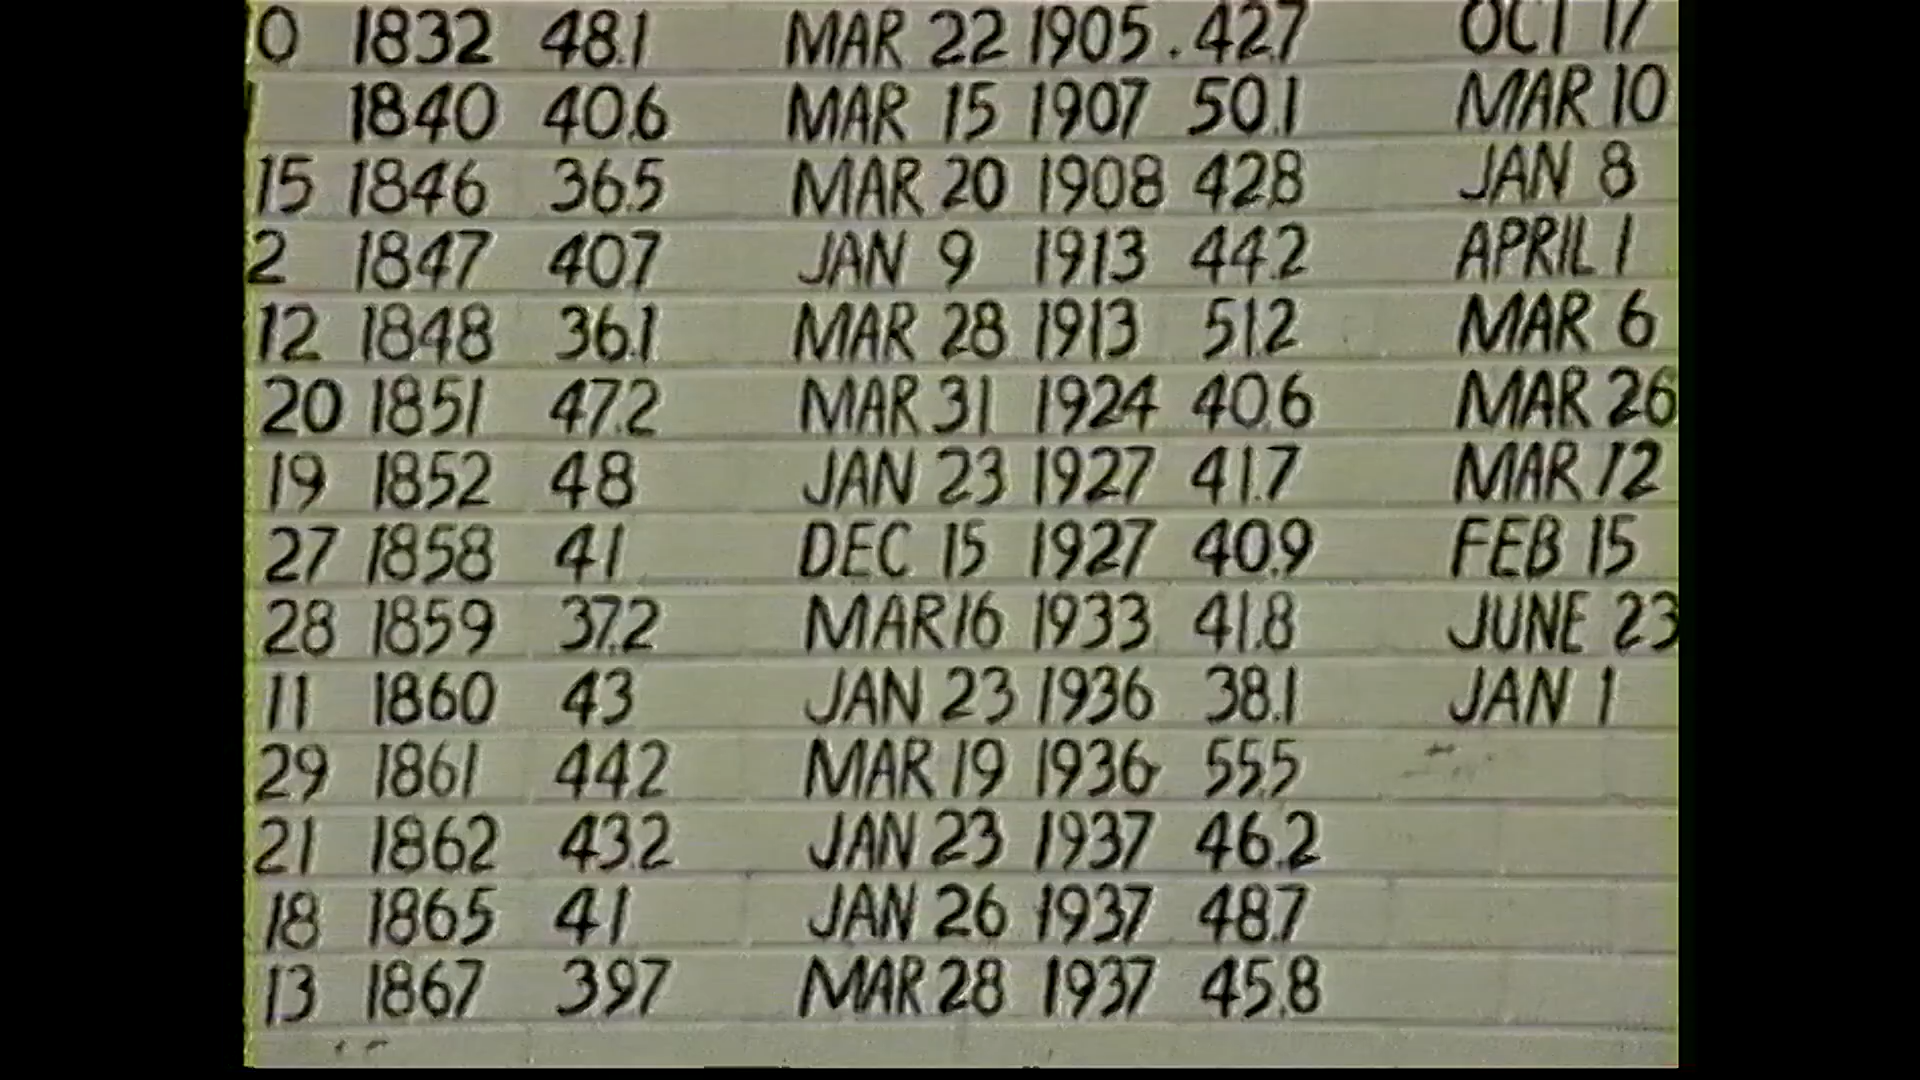 0 1832 48.1 MAR 22 1905 . 42.7 OCT 17
1840 40.6 MAR 15 1907 50.1 MAR 10
15 1846 36.5 MAR 20 1908 42.8 JAN 8
2 1847 40.7 JAN 9 1913 44.2 APRIL 1
12 1848 36.1 MAR 28 1913 51.2 MAR 6
20 1851 47.2 MAR 31 1924 40.6 MAR 26
19 1852 48 JAN 23 1927 41.7 MAR 12
27 1858 41 DEC 15 1927 40.9 FEB 15
28 1859 37.2 MAR 16 1933 41.8 JUNE 23
11 1860 43 JAN 23 1936 38.1 JAN 1
29 1861 44.2 MAR 19 1936 55.5
21 1862 43.2 JAN 23 1937 46.2
18 1865 41 JAN 26 1937 48.7
13 1867 39.7 MAR 28 1937 45.8